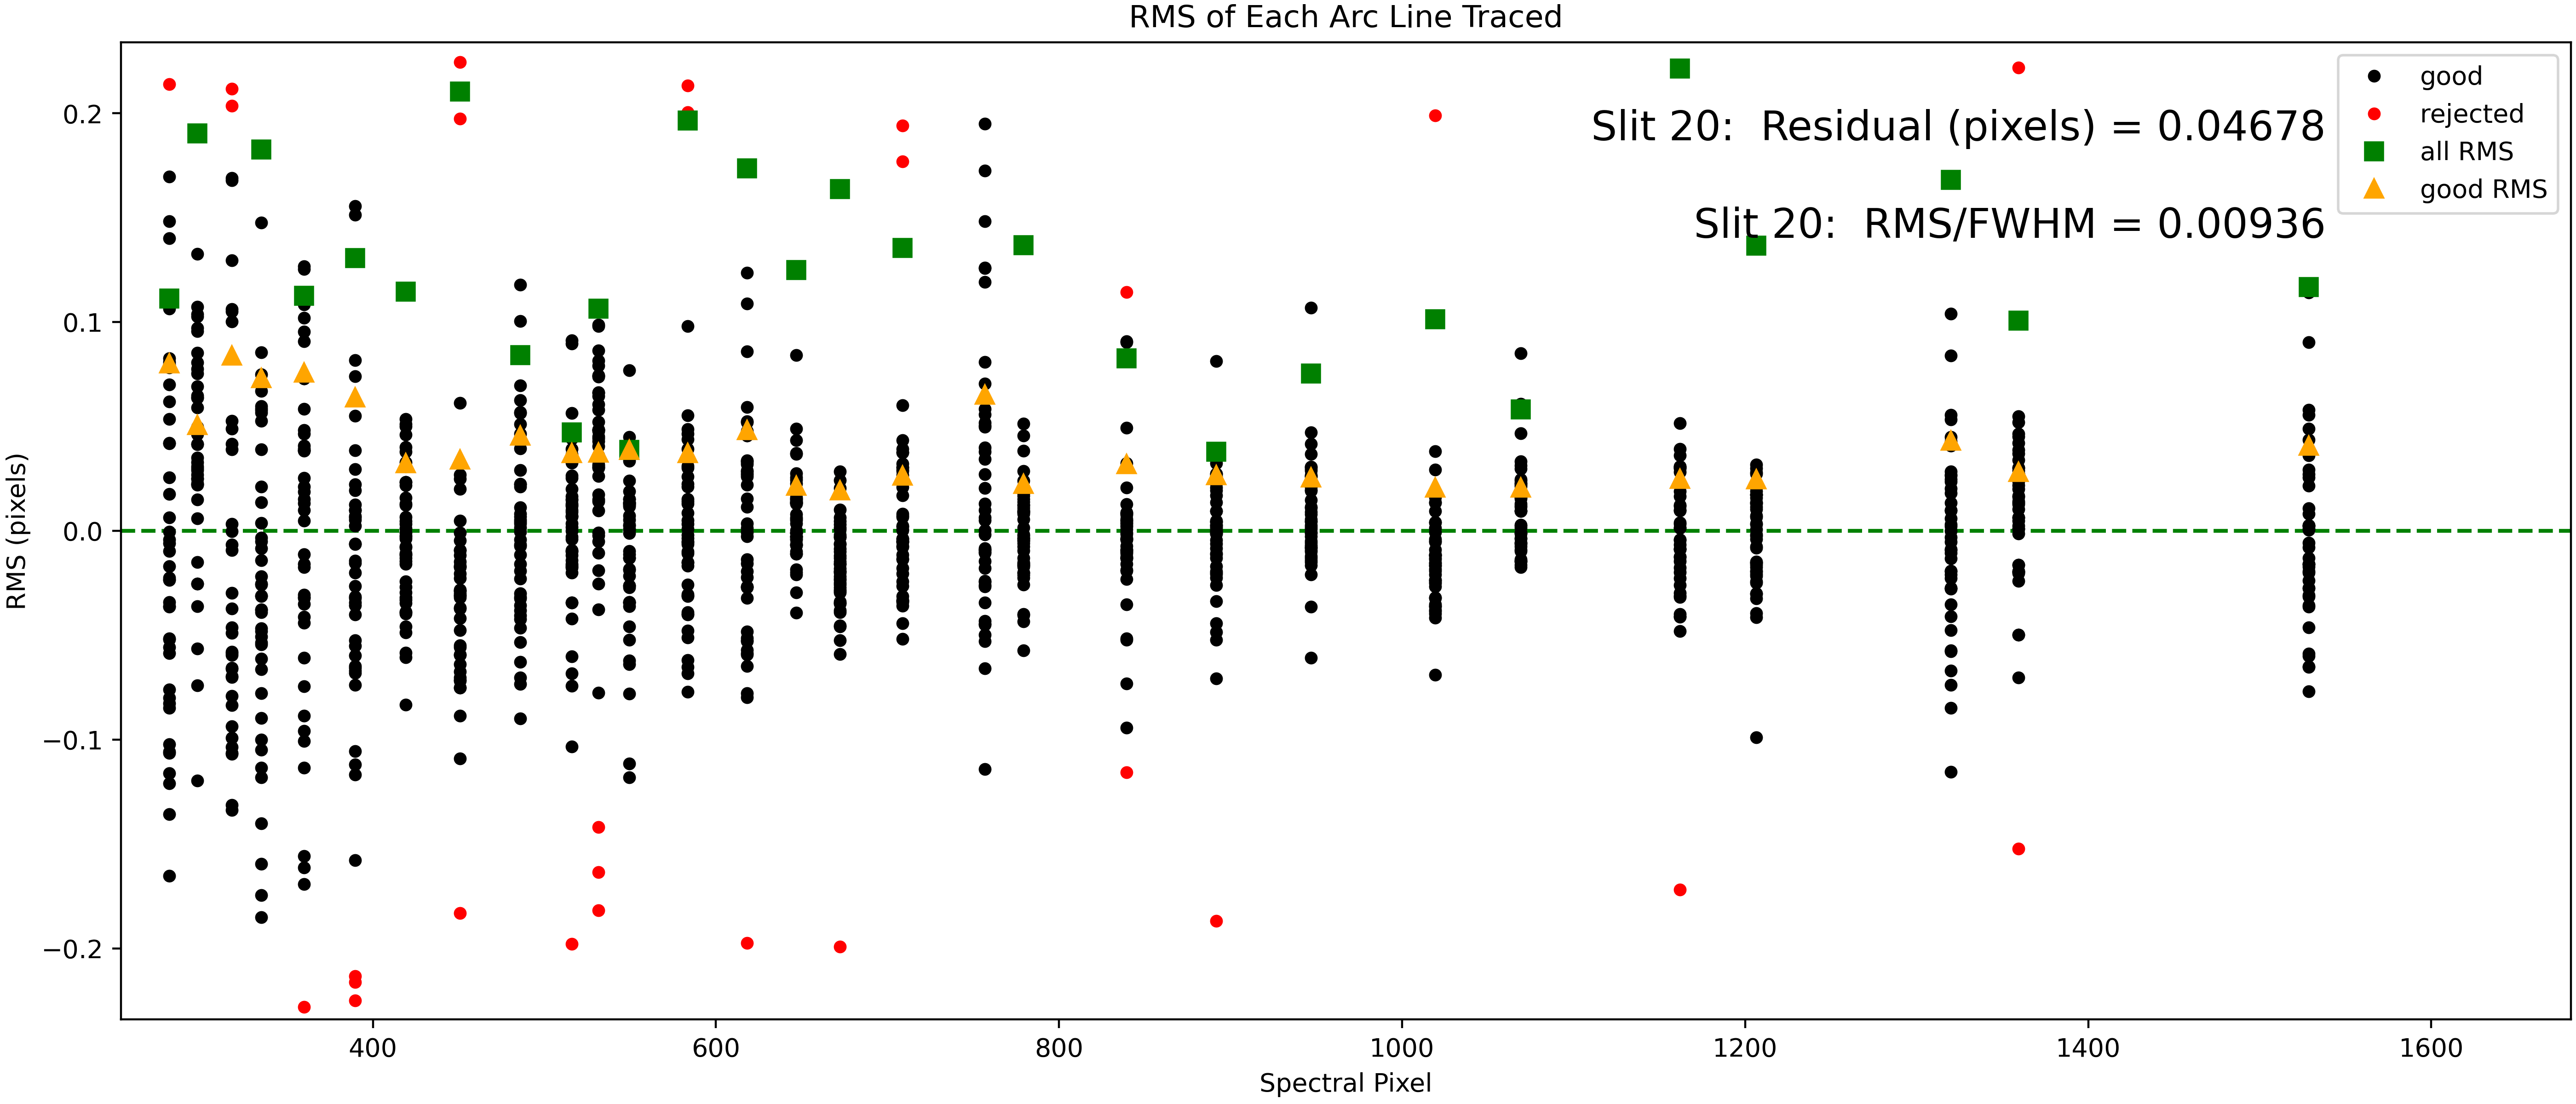 RMS of Each Arc Line Traced
good
rejected
all RMS
good RMS
Slit 20:  Residual (pixels) = 0.04678
Slit 20:  RMS/FWHM = 0.00936
RMS (pixels)
0.2
0.1
0.0
−0.1
−0.2
400 600 800 1000 1200 1400 1600
Spectral Pixel